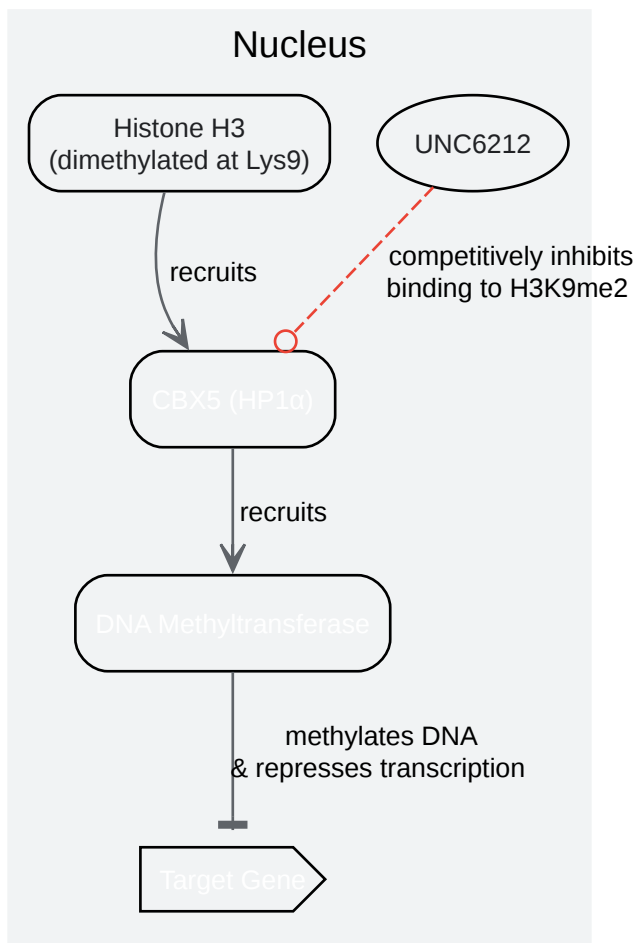 Nucleus
Histone H3
(dimethylated at Lys9)
UNC6212
recruits
competitively inhibits
binding to H3K9me2
CBX5 (HP1α)
recruits
DNA Methyltransferase
methylates DNA
& represses transcription
Target Gene